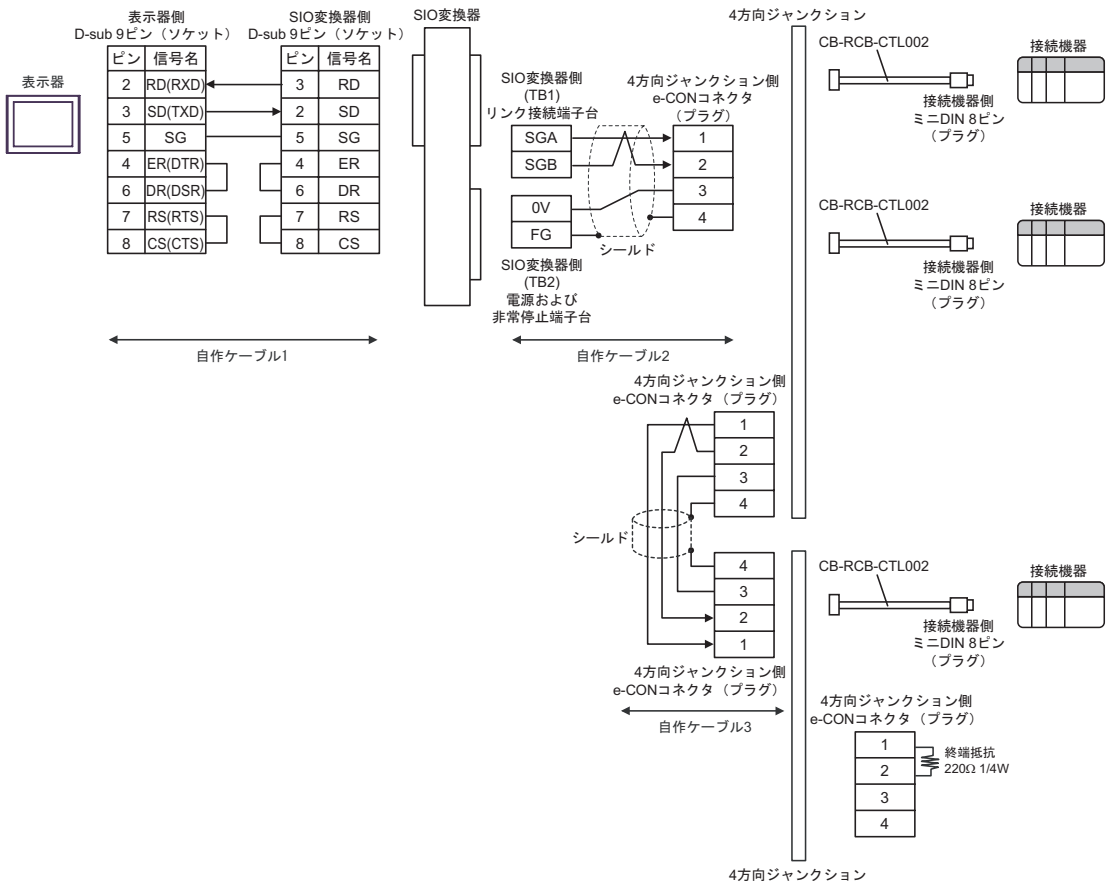 表示器
表示器側
D-sub 9ピン（ソケット）
ピン 信号名
2 RD(RXD)
3 SD(TXD)
5 SG
4 ER(DTR)
6 DR(DSR)
7 RS(RTS)
8 CS(CTS)
SIO変換器側
D-sub 9ピン（ソケット）
ピン 信号名
3 RD
2 SD
5 SG
4 ER
6 DR
7 RS
8 CS
自作ケーブル1
SIO変換器
SIO変換器側
(TB1)
リンク接続端子台
SGA
SGB
0V
FG
SIO変換器側
(TB2)
電源および
非常停止端子台
シールド
4方向ジャンクション側
e-CONコネクタ
（プラグ）
1
2
3
4
自作ケーブル2
4方向ジャンクション
CB-RCB-CTL002
接続機器側
ミニDIN 8ピン
（プラグ）
接続機器
CB-RCB-CTL002
接続機器側
ミニDIN 8ピン
（プラグ）
接続機器
4方向ジャンクション側
e-CONコネクタ（プラグ）
1
2
3
4
シールド
4
3
2
1
4方向ジャンクション側
e-CONコネクタ（プラグ）
自作ケーブル3
CB-RCB-CTL002
接続機器側
ミニDIN 8ピン
（プラグ）
接続機器
4方向ジャンクション側
e-CONコネクタ（プラグ）
1
2
3
4
終端抵抗
220Ω 1/4W
4方向ジャンクション